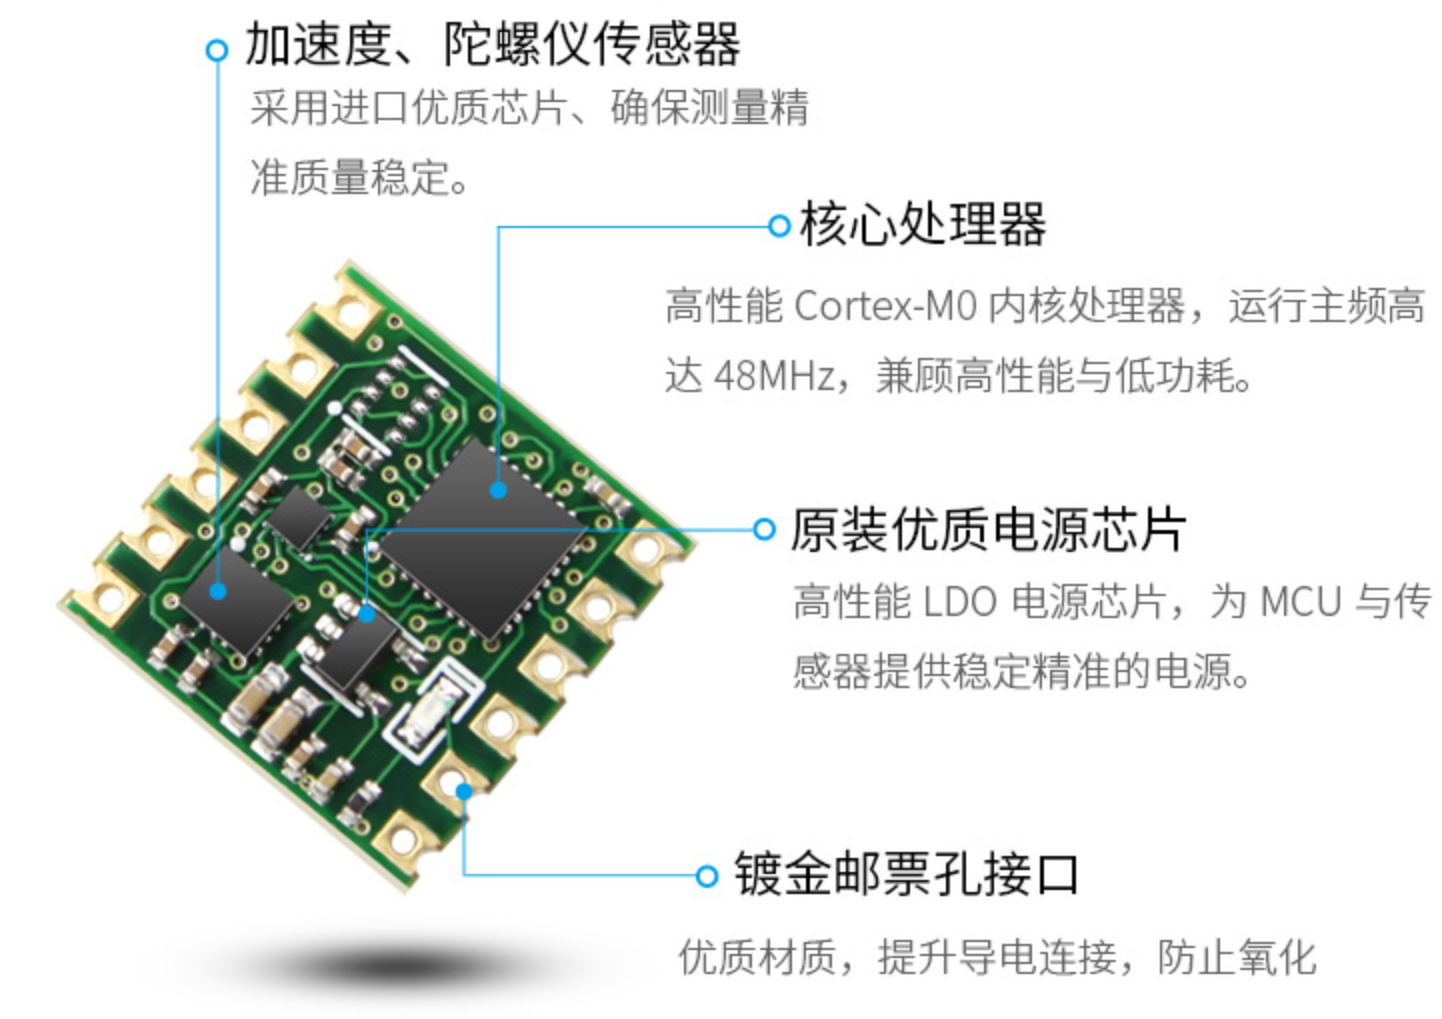 加速度、陀螺仪传感器
采用进口优质芯片、确保测量精
准质量稳定。
核心处理器
高性能 Cortex-M0 内核处理器，运行主频高
达 48MHz，兼顾高性能与低功耗。
原装优质电源芯片
高性能 LDO 电源芯片，为 MCU 与传
感器提供稳定精准的电源。
镀金邮票孔接口
优质材质，提升导电连接，防止氧化